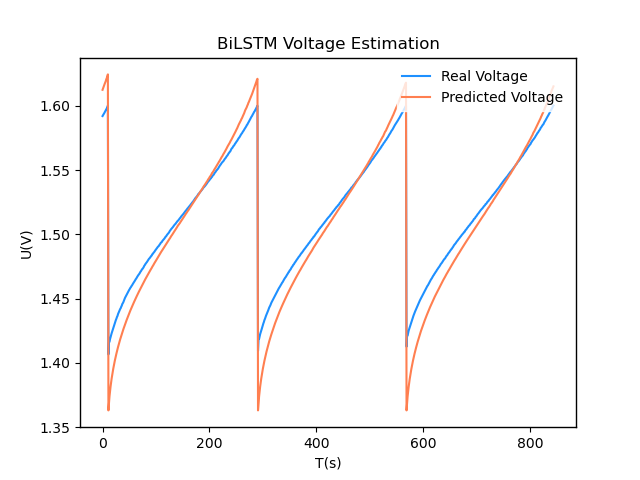 BiLSTM Voltage Estimation
Real Voltage
Predicted Voltage
U(V)
1.60
1.55
1.50
1.45
1.40
1.35
0 200 400 600 800
T(s)